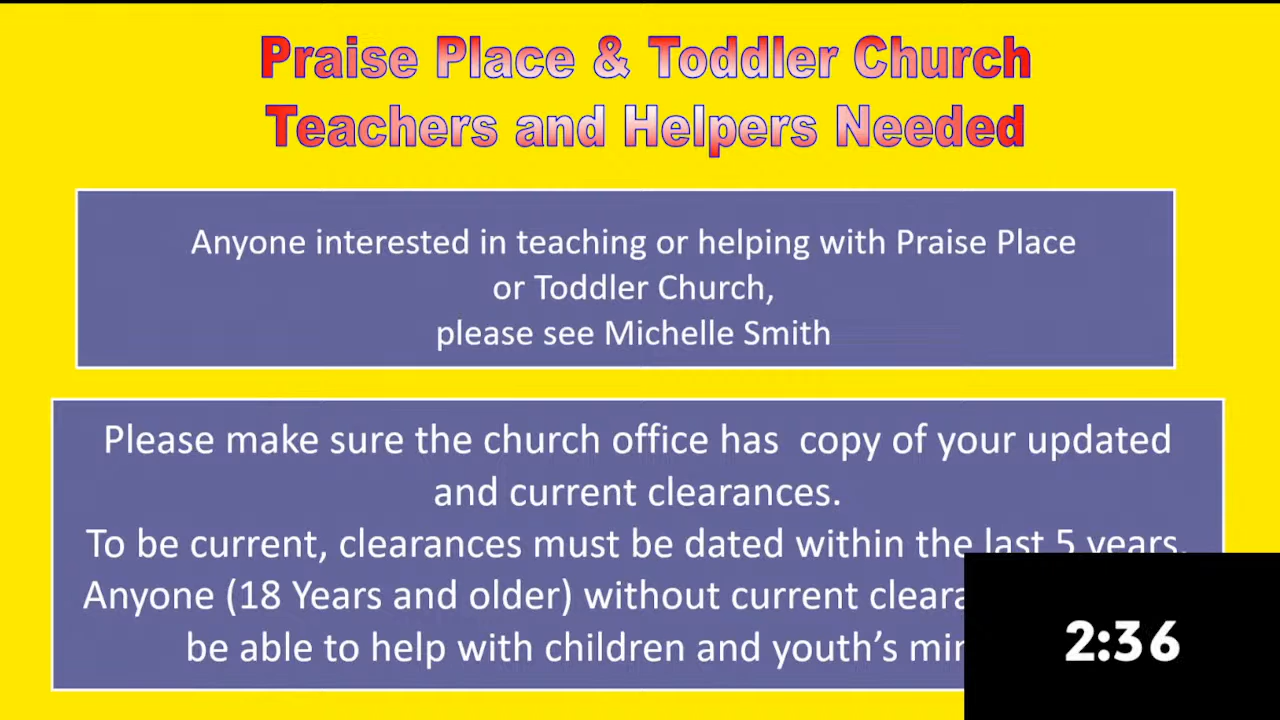 Praise Place & Toddler Church
Teachers and Helpers Needed
Anyone interested in teaching or helping with Praise Place
or Toddler Church,
please see Michelle Smith
Please make sure the church office has  copy of your updated
and current clearances.
To be current, clearances must be dated within the last 5 years.
Anyone (18 Years and older) without current
be able to help with children and youth’s
2:36